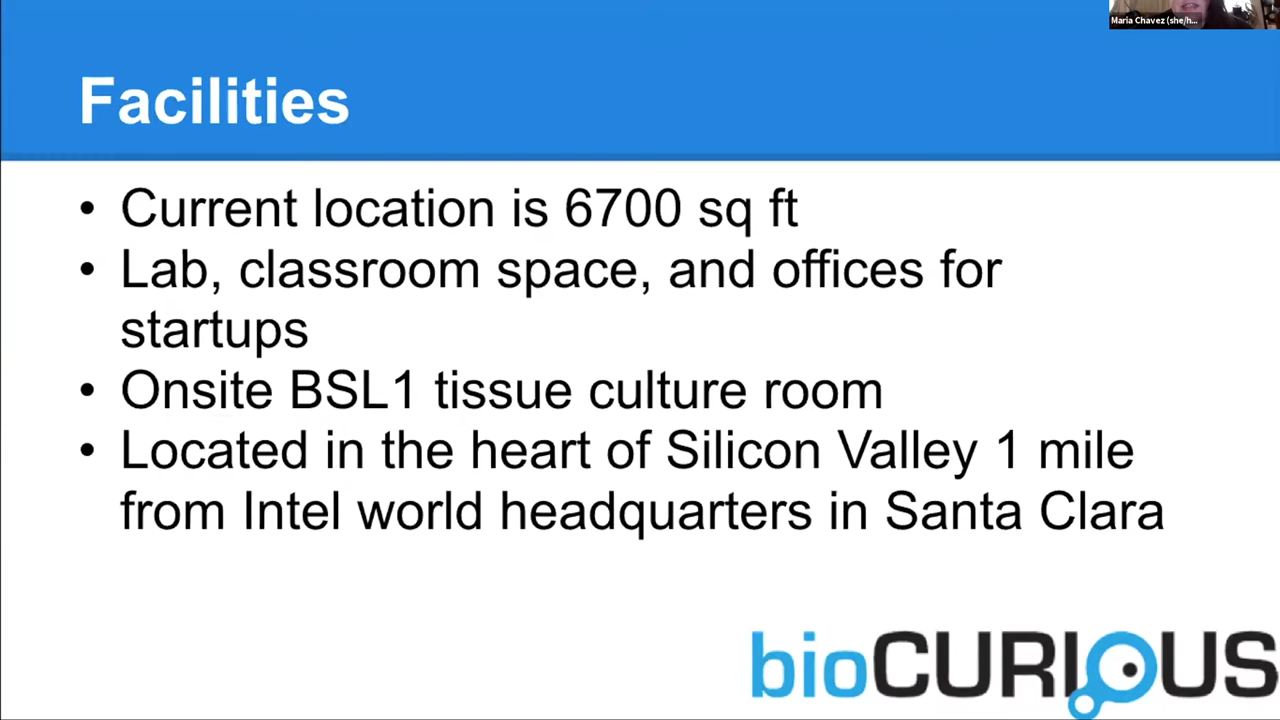 Maria Chavez (she/h...
Facilities
• Current location is 6700 sq ft
• Lab, classroom space, and offices for
startups
• Onsite BSL1 tissue culture room
• Located in the heart of Silicon Valley 1 mile
from Intel world headquarters in Santa Clara
bioCURIOUS